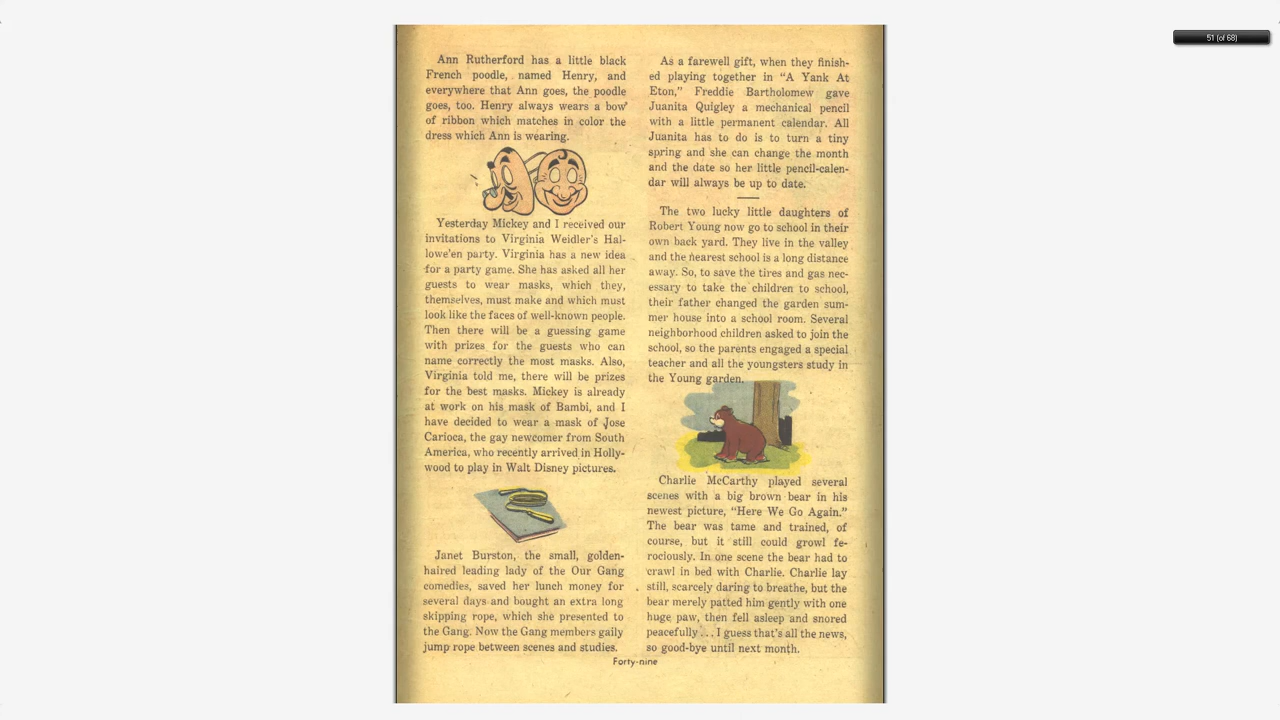 51 (of 68)
Ann Rutherford has a little black
French poodle, named Henry, and
everywhere that Ann goes, the poodle
goes, too. Henry always wears a bow
of ribbon which matches in color the
dress which Ann is wearing.
Yesterday Mickey and I received our
invitations to Virginia Weidler's Hal-
lowe'en party. Virginia has a new idea
for a party game. She has asked all her
guests to wear masks, which they,
themselves, must make and which must
look like the faces of well-known people.
Then there will be a guessing game
with prizes for the guests who can
name correctly the most masks. Also,
Virginia told me, there will be prizes
for the best masks. Mickey is already
at work on his mask of Bambi, and I
have decided to wear a mask of Jose
Carioca, the gay newcomer from South
America, who recently arrived in Holly-
wood to play in Walt Disney pictures.
Janet Burston, the small, golden-
haired leading lady of the Our Gang
comedies, saved her lunch money for
several days and bought an extra long
skipping rope, which she presented to
the Gang. Now the Gang members gaily
jump rope between scenes and studies.
As a farewell gift, when they finish-
ed playing together in "A Yank At
Eton," Freddie Bartholomew gave
Juanita Quigley a mechanical pencil
with a little permanent calendar. All
Juanita has to do is to turn a tiny
spring and she can change the month
and the date so her little pencil-calen-
dar will always be up to date.
The two lucky little daughters of
Robert Young now go to school in their
own back yard. They live in the valley
and the nearest school is a long distance
away. So, to save the tires and gas nec-
essary to take the children to school,
their father changed the garden sum-
mer house into a school room. Several
neighborhood children asked to join the
school, so the parents engaged a special
teacher and all the youngsters study in
the Young garden.
Charlie McCarthy played several
scenes with a big brown bear in his
newest picture, "Here We Go Again."
The bear was tame and trained, of
course, but it still could growl fe-
rociously. In one scene the bear had to
crawl in bed with Charlie. Charlie lay
still, scarcely daring to breathe, but the
bear merely patted him gently with one
huge paw, then fell asleep and snored
peacefully . . . I guess that's all the news,
so good-bye until next month.
Forty-nine